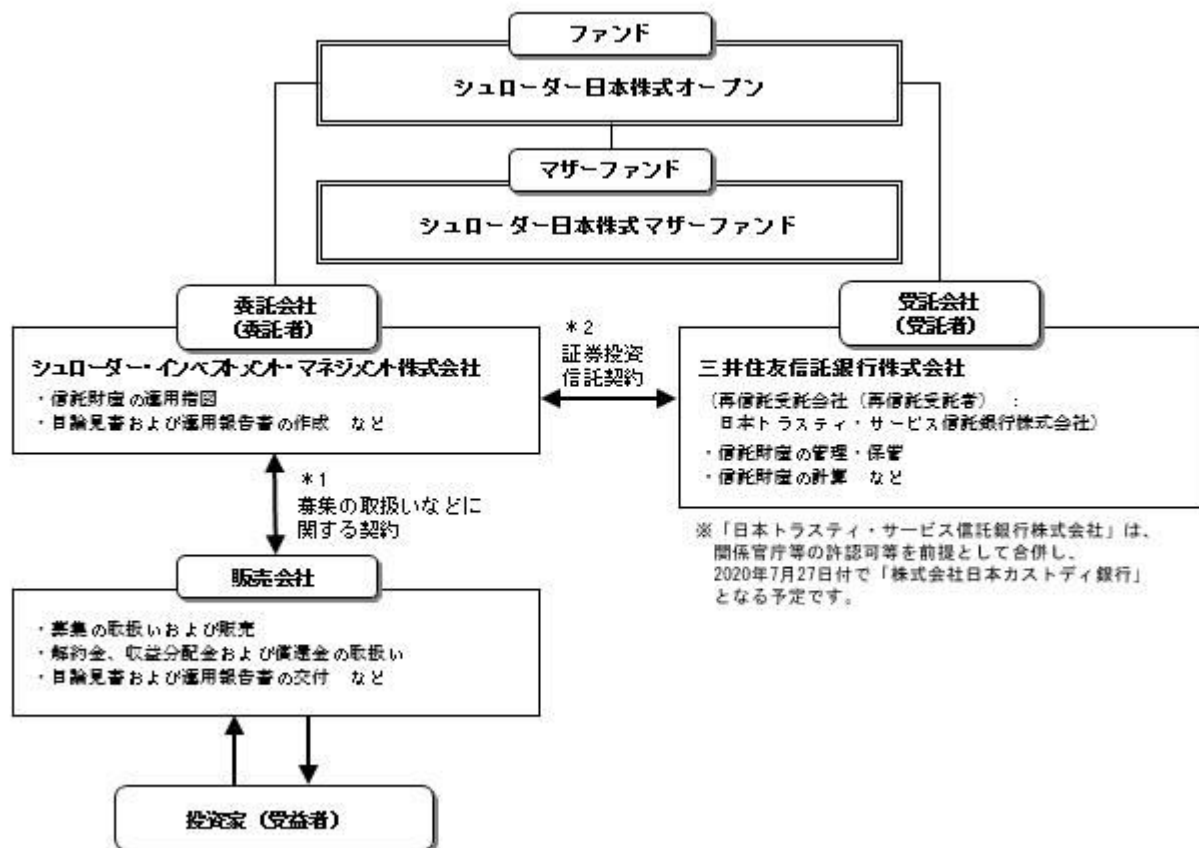 ファンド
シュローダー日本株式オープン
マザーファンド
シュローダー日本株式マザーファンド
委託会社
(委託者)
シュローダー・インベストメント・マネジメント株式会社
・信託財産の運用指図
・目論見書および運用報告書の作成 など
*2
証券投資
信託契約
受託会社
(受託者)
三井住友信託銀行株式会社
(再信託受託会社(再信託受託者) :
日本トラスティ・サービス信託銀行株式会社)
・信託財産の管理・保管
・信託財産の計算 など
※「日本トラスティ・サービス信託銀行株式会社」は、
関係官庁等の許認可等を前提として合併し、
2020年7月27日付で「株式会社日本カストディ銀行」
となる予定です。
*1
募集の取扱いなどに
関する契約
販売会社
・募集の取扱いおよび販売
・解約金、収益分配金および償還金の取扱い
・目論見書および運用報告書の交付 など
投資家(受益者)